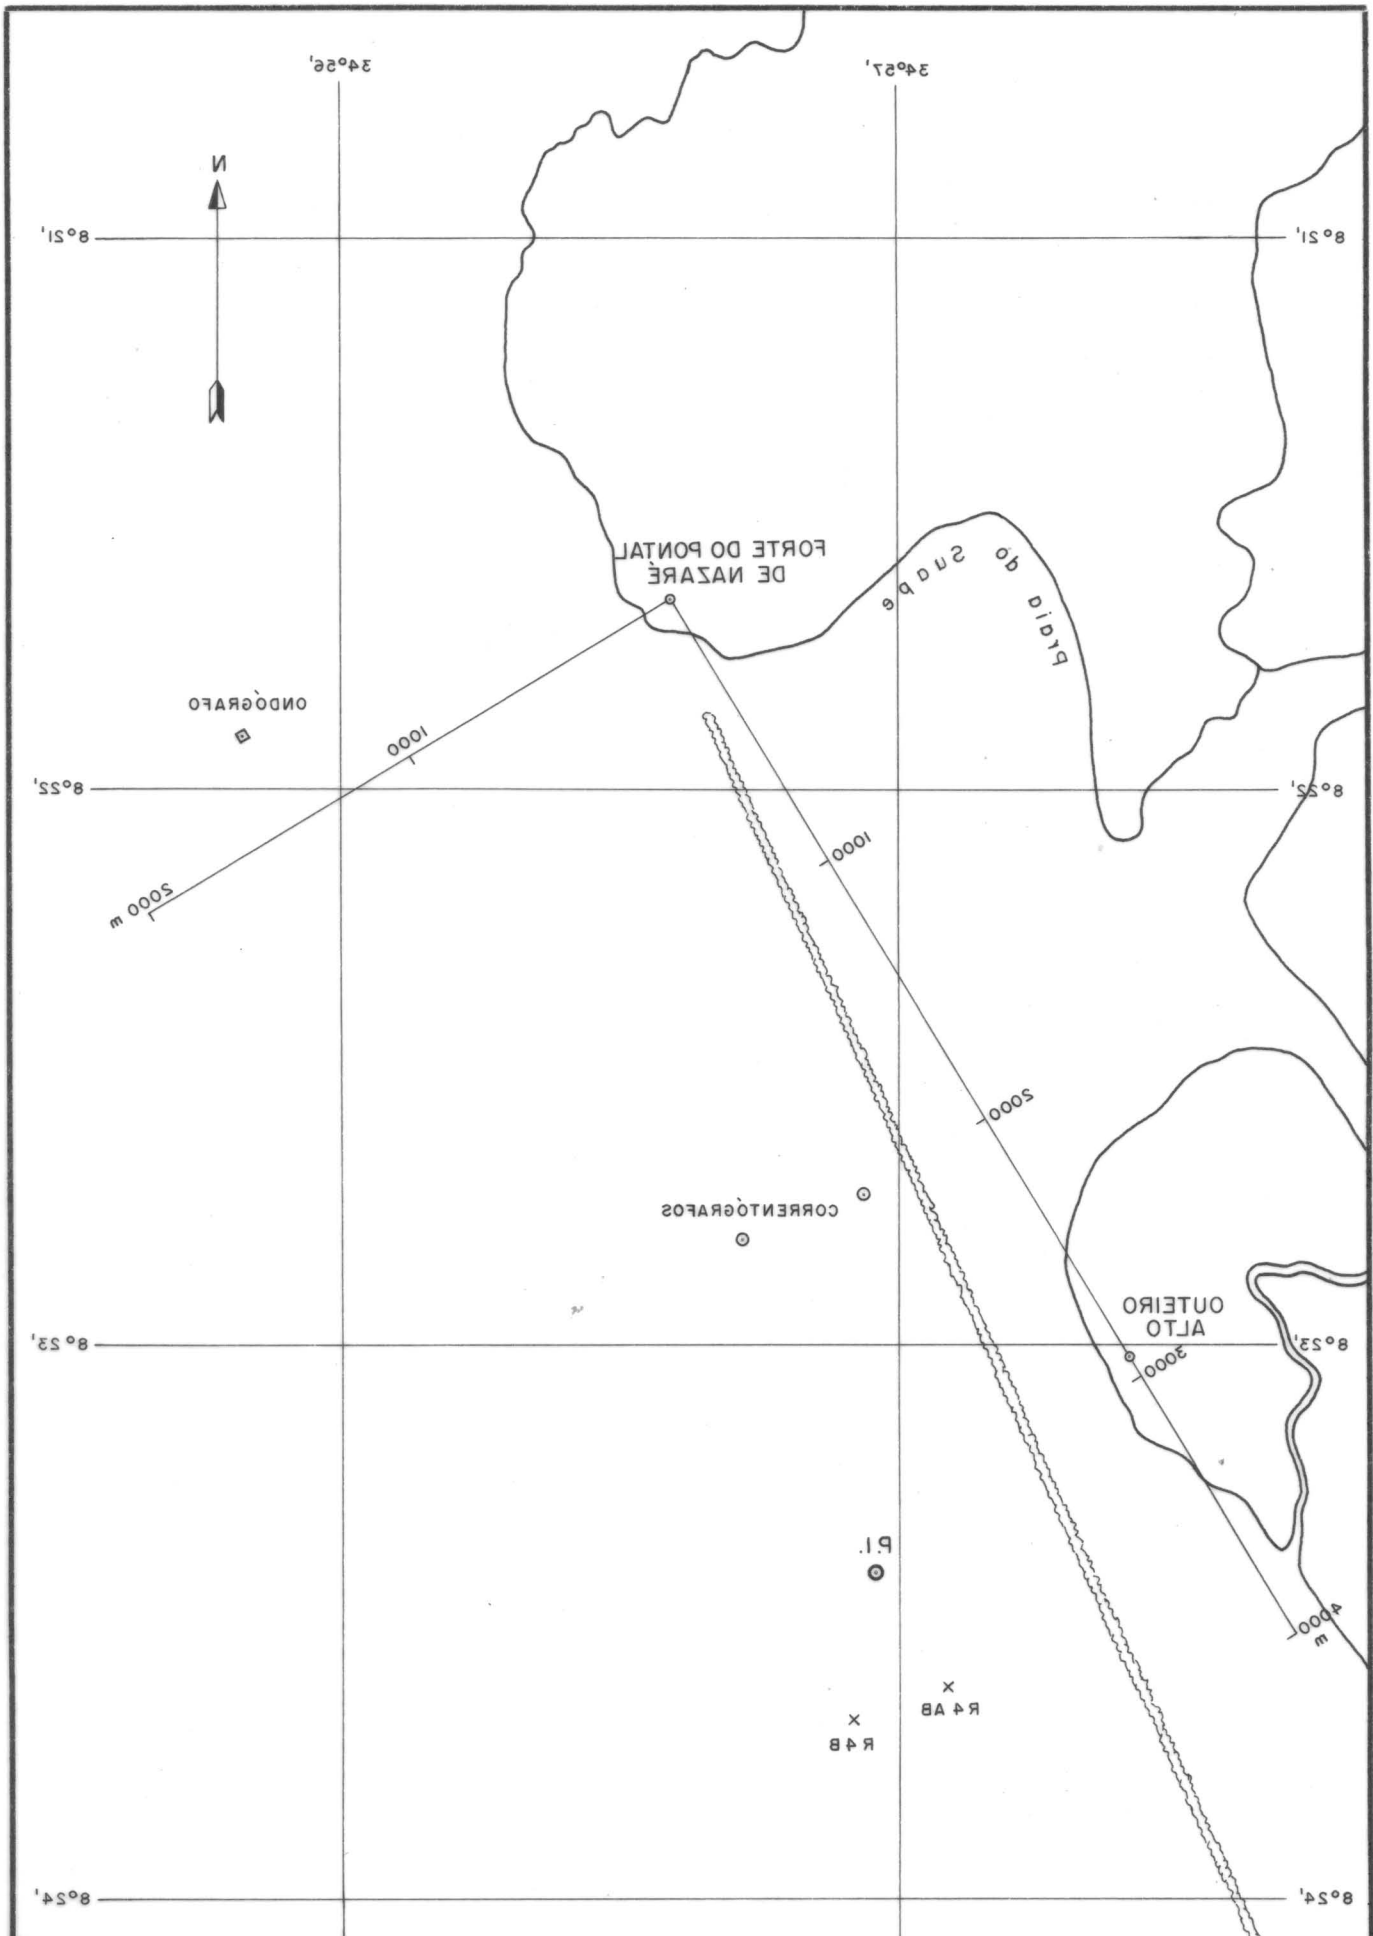 34°57'
34°56'
N
8°21'
8°21'
FORTE DO PONTAL
DE NAZARÉ
Praia do Suape
ONDÓGRAFO
1000
8°22'
8°22'
1000
2000 m
2000
CORRENTÓGRAFOS
OUTEIRO
ALTO
8°23'
8°23'
3000
P.I.
4000
m
R4 AB
R4B
8°24'
8°24'